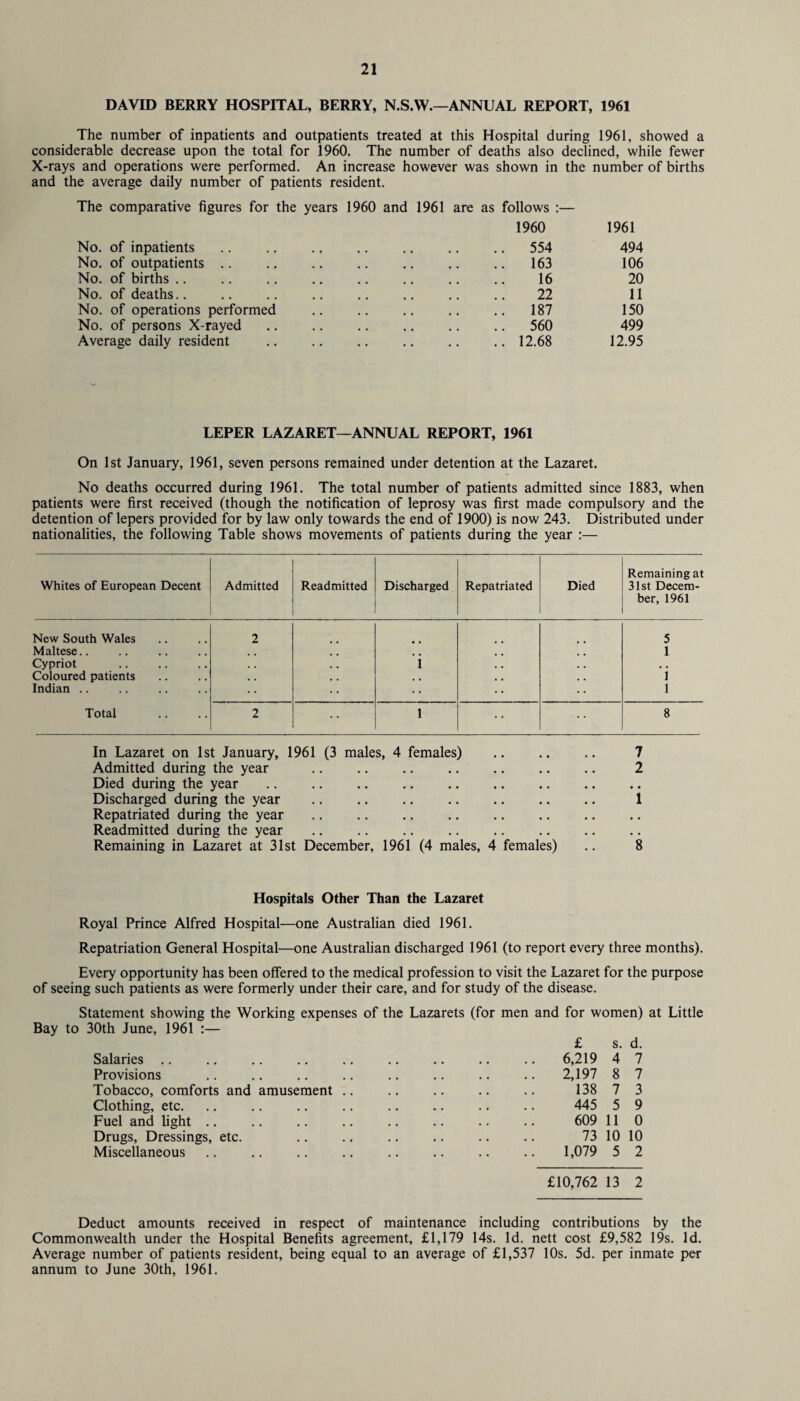 21
DAVID BERRY HOSPITAL, BERRY, N.S.W.—ANNUAL REPORT, 1961
The number of inpatients and outpatients treated at this Hospital during 1961, showed a
considerable decrease upon the total for 1960. The number of deaths also declined, while fewer
X-rays and operations were performed. An increase however was shown in the number of births
and the average daily number of patients resident.
The comparative figures for the years 1960 and 1961 are as follows :—
1960 1961
No. of inpatients .. .. .. .. .. .. .. 554 494
No. of outpatients .. .. .. .. .. .. .. 163 106
No. of births .. .. .. .. .. .. .. .. 16 20
No. of deaths.. .. .. .. .. .. .. .. 22 11
No. of operations performed .. .. .. .. .. 187 150
No. of persons X-rayed .. .. .. .. .. .. 560 499
Average daily resident .. .. .. .. .. .. 12.68 12.95
LEPER LAZARET—ANNUAL REPORT, 1961
On 1st January, 1961, seven persons remained under detention at the Lazaret.
No deaths occurred during 1961. The total number of patients admitted since 1883, when
patients were first received (though the notification of leprosy was first made compulsory and the
detention of lepers provided for by law only towards the end of 1900) is now 243. Distributed under
nationalities, the following Table shows movements of patients during the year :—
Whites of European Decent Admitted Readmitted Discharged Repatriated Died Remaining at 31st Decem- ber, 1961
New South Wales .. .. 2 .. .. .. .. 5
Maltese.. .. .. .. .. .. .. .. .. 1
Cypriot .. .. .. .. .. 1 .. .. ..
Coloured patients .. .. .. .. .. .. .. 1
Indian .. .. .. .. .. .. .. .. .. 1
Total .. .. 2 .. 1 .. .. 8
In Lazaret on 1st January, 1961 (3 males, 4 females) .. .. .. 7
Admitted during the year .. .. .. .. .. .. .. 2
Died during the year .. .. .. .. .. .. .. .. ..
Discharged during the year .. .. .. .. .. .. .. 1
Repatriated during the year .. .. .. .. .. .. .. ..
Readmitted during the year .. .. .. .. .. .. .. ..
Remaining in Lazaret at 31st December, 1961 (4 males, 4 females) .. 8
Hospitals Other Than the Lazaret
Royal Prince Alfred Hospital—one Australian died 1961.
Repatriation General Hospital—one Australian discharged 1961 (to report every three months).
Every opportunity has been offered to the medical profession to visit the Lazaret for the purpose
of seeing such patients as were formerly under their care, and for study of the disease.
Statement showing the Working expenses of the Lazarets (for men and for women) at Little
Bay to 30th June, 1961 :—
£ s. d.
Salaries .. .. .. .. .. .. .. .. .. 6,219 4 7
Provisions .. .. .. .. .. .. .. .. 2,197 8 7
Tobacco, comforts and amusement .. .. .. .. .. 138 7 3
Clothing, etc. .. .. .. .. .. .. .. .. 445 5 9
Fuel and light .. .. .. .. .. .. .. .. 609 11 0
Drugs, Dressings, etc. .. .. .. .. .. .. 73 10 10
Miscellaneous .. .. .. .. .. .. .. .. 1,079 5 2
£10,762 13 2
Deduct amounts received in respect of maintenance including contributions by the
Commonwealth under the Hospital Benefits agreement, £1,179 14s. 1d. nett cost £9,582 19s. 1d.
Average number of patients resident, being equal to an average of £1,537 10s. 5d. per inmate per
annum to June 30th, 1961.